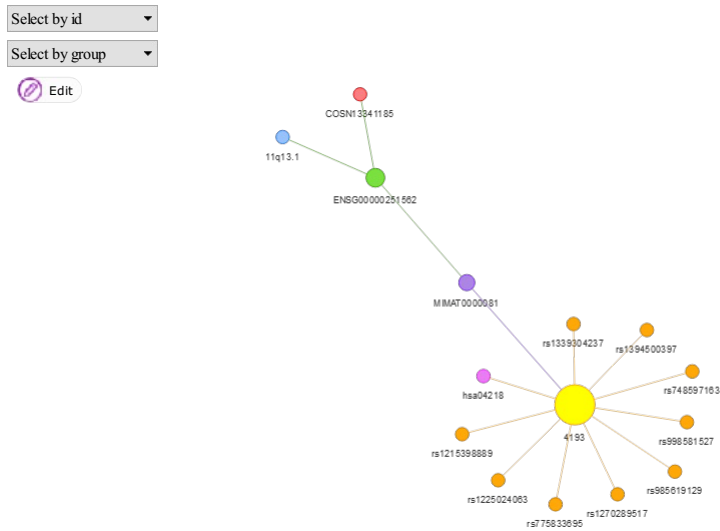 Select by id
Select by group
Edit
COSN13341185
11q13.1
ENSG00000251562
MIMAT0000081
rs1339304237
rs1394500397
rs748597163
hsa04218
4193
rs998581527
rs1215398889
rs985619129
rs1225024063
rs1270289517
rs775833695